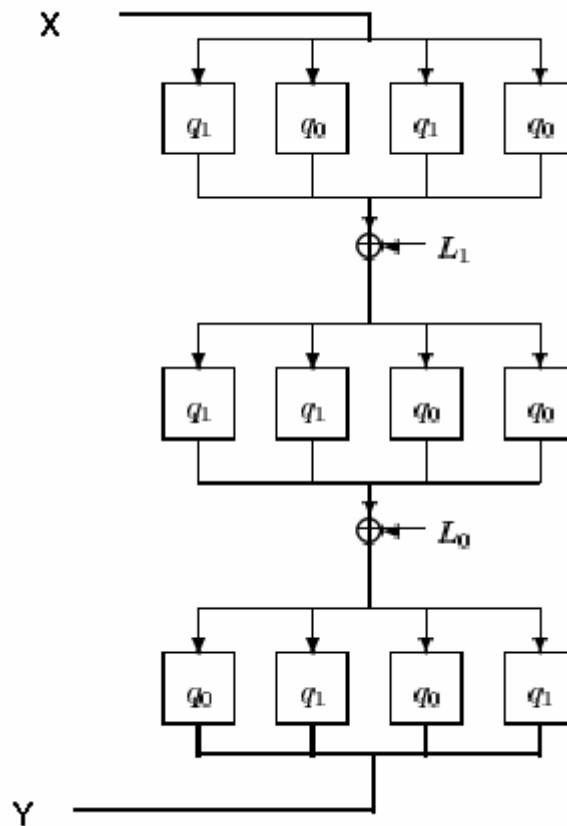 X
q₁ q₀ q₁ q₀
L₁
q₁ q₁ q₀ q₀
L₀
q₀ q₁ q₀ q₁
Y